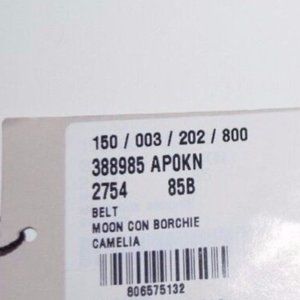 150 / 003 / 202 / 800
388985 AP0KN
2754 85B
BELT
MOON CON BORCHIE
CAMELIA
806575132